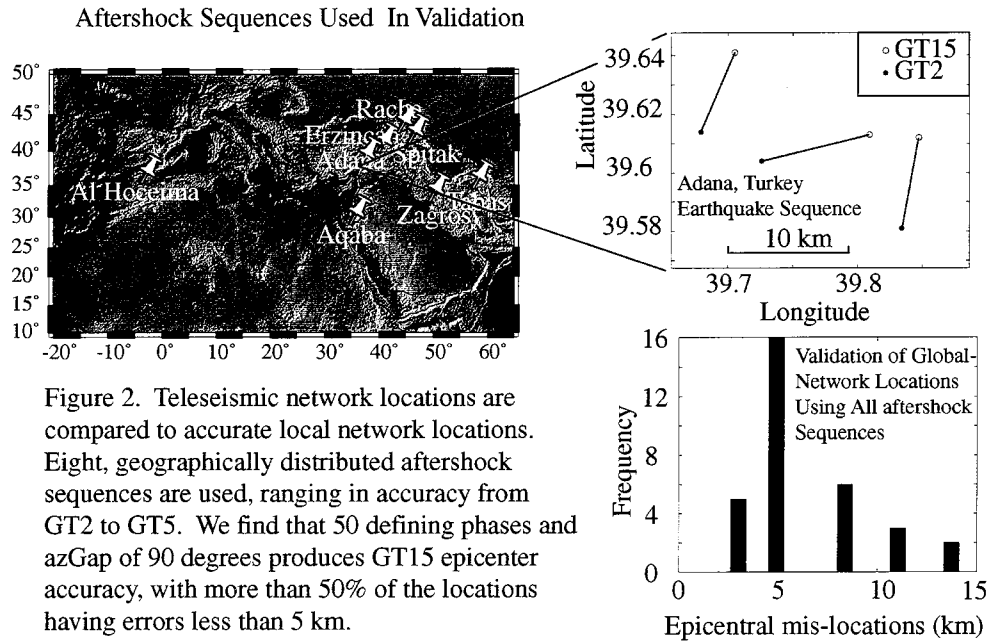 Aftershock Sequences Used In Validation
50°
45°
40°
35°
30°
25°
20°
15°
10°
-20° -10° 0° 10° 20° 30° 40° 50° 60°
Racha
Erzincan
Adana Spitak
Al Hoceima
Tabas
Zagros
Aqaba
GT15
GT2
Latitude
39.64
39.62
39.6
39.58
Adana, Turkey
Earthquake Sequence
10 km
39.7 39.8
Longitude
Figure 2. Teleseismic network locations are
compared to accurate local network locations.
Eight, geographically distributed aftershock
sequences are used, ranging in accuracy from
GT2 to GT5. We find that 50 defining phases and
azGap of 90 degrees produces GT15 epicenter
accuracy, with more than 50% of the locations
having errors less than 5 km.
Validation of Global-
Network Locations
Using All aftershock
Sequences
Frequency
16
12
8
4
0
0 5 10 15
Epicentral mis-locations (km)